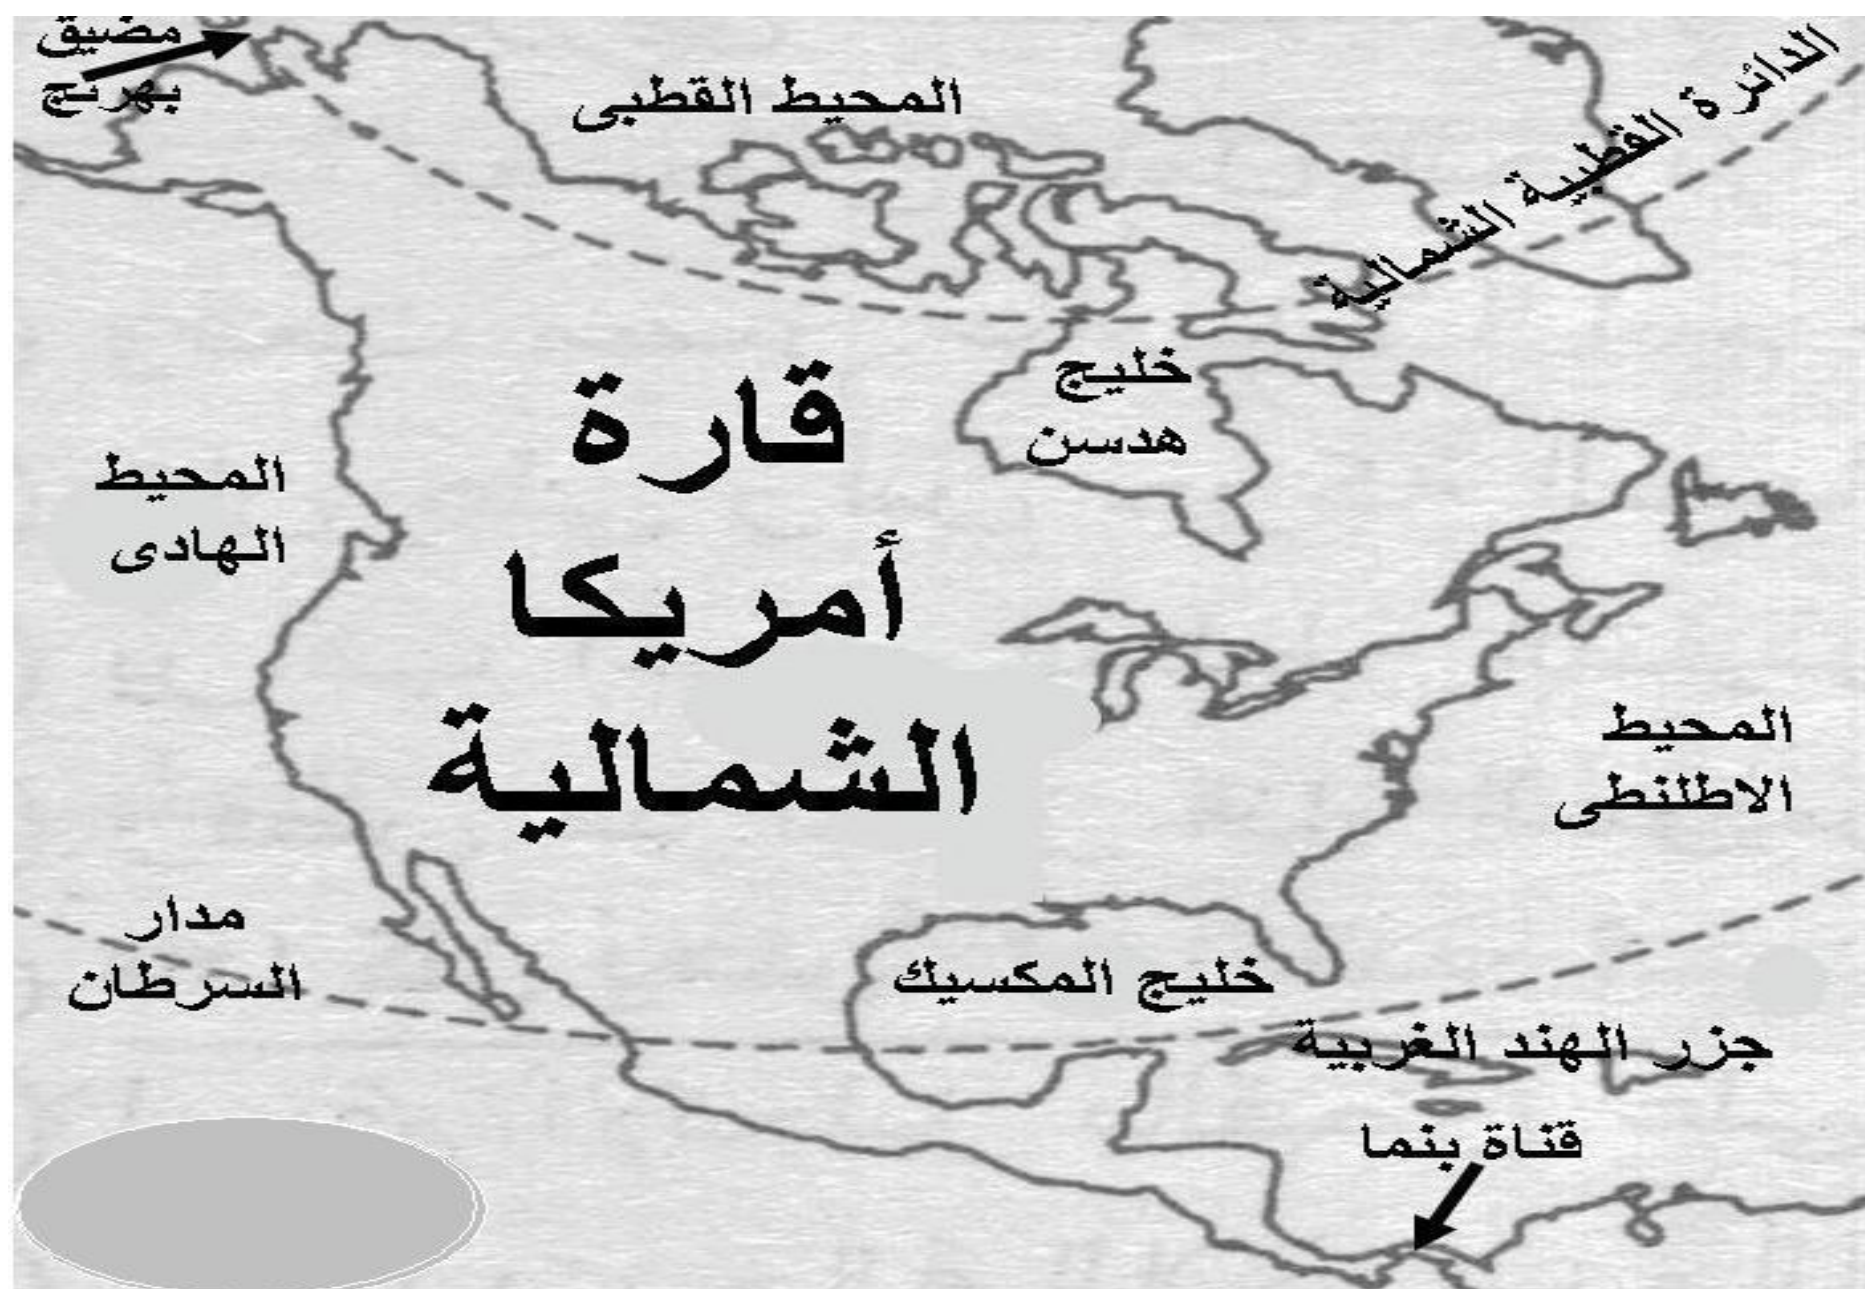 مضيق
بهرنج
المحيط القطبى
الدائرة القطبية الشمالية
خليج
هدسن
قارة
أمريكا
الشمالية
المحيط
الهادى
المحيط
الاطلنطى
مدار
السرطان
خليج المكسيك
جزر الهند الغربية
قناة بنما